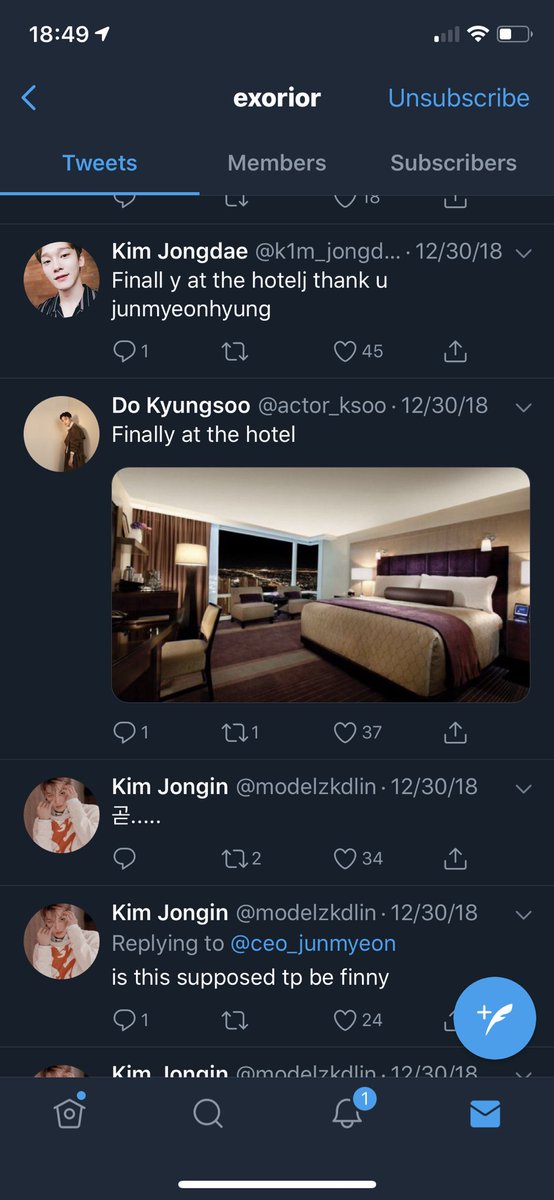 18:49
exorior
Unsubscribe
Tweets
Members
Subscribers
18
Kim Jongdae @k1m_jongd... · 12/30/18
Finall y at the hotelj thank u
junmyeonhyung
1
45
Do Kyungsoo @actor_ksoo · 12/30/18
Finally at the hotel
1
1
37
Kim Jongin @modelzkdlin · 12/30/18
곧.....
2
34
Kim Jongin @modelzkdlin · 12/30/18
Replying to @ceo_junmyeon
is this supposed tp be finny
1
24
Kim Jongin @modelzkdlin · 12/30/18
1